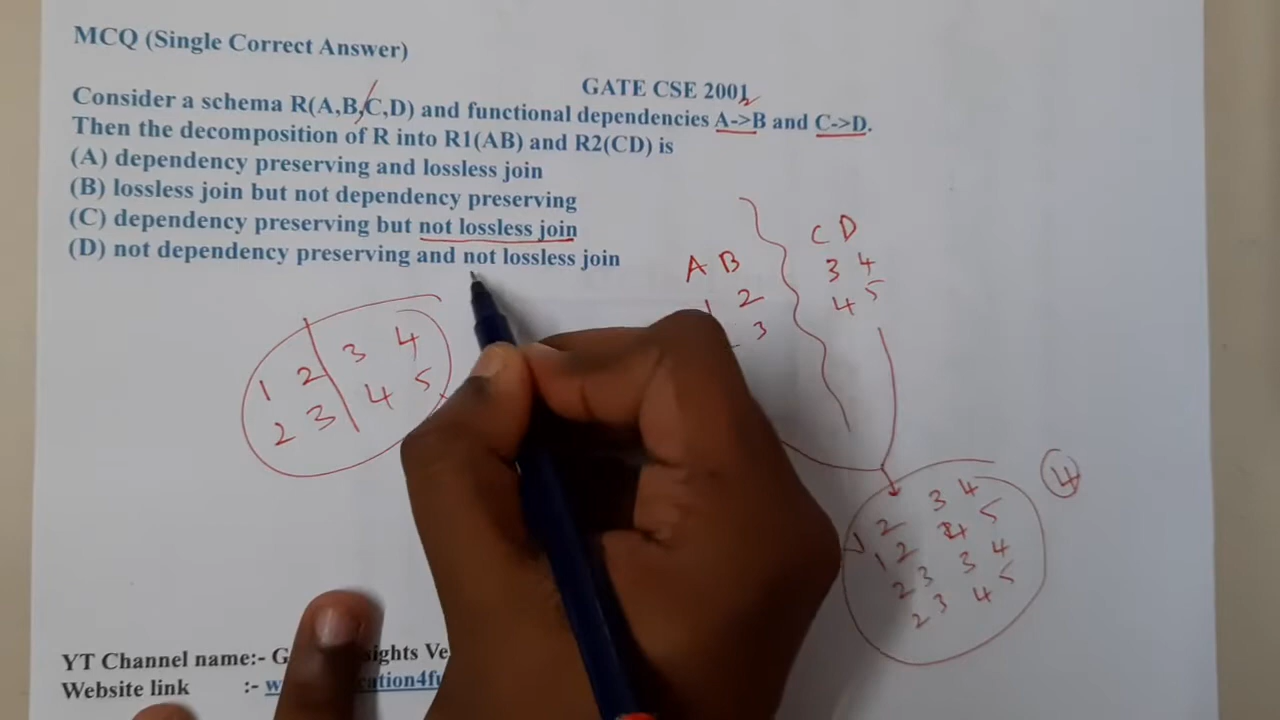 MCQ (Single Correct Answer)
GATE CSE 2001
Consider a schema R(A,B,C,D) and functional dependencies A->B and C->D.
Then the decomposition of R into R1(AB) and R2(CD) is
(A) dependency preserving and lossless join
(B) lossless join but not dependency preserving
(C) dependency preserving but not lossless join
(D) not dependency preserving and not lossless join
A B
1 2
3
C D
3 4
4 5
1 2 3 4
2 3 4 5
1 2 3 4
1 2 4 5
2 3 3 4
2 3 4 5
4
YT Channel name:- G
Website link :- w